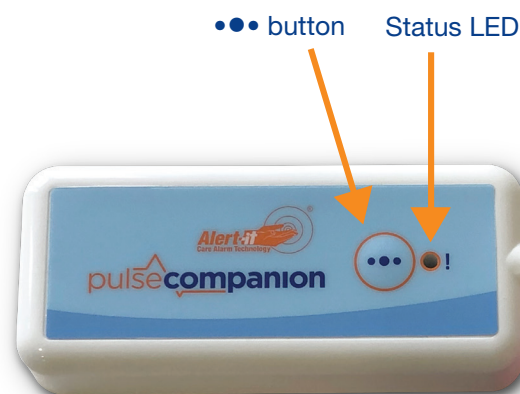 ••• button Status LED
Alert-it®
Care Alarm Technology
pulsecompanion
•●•
!